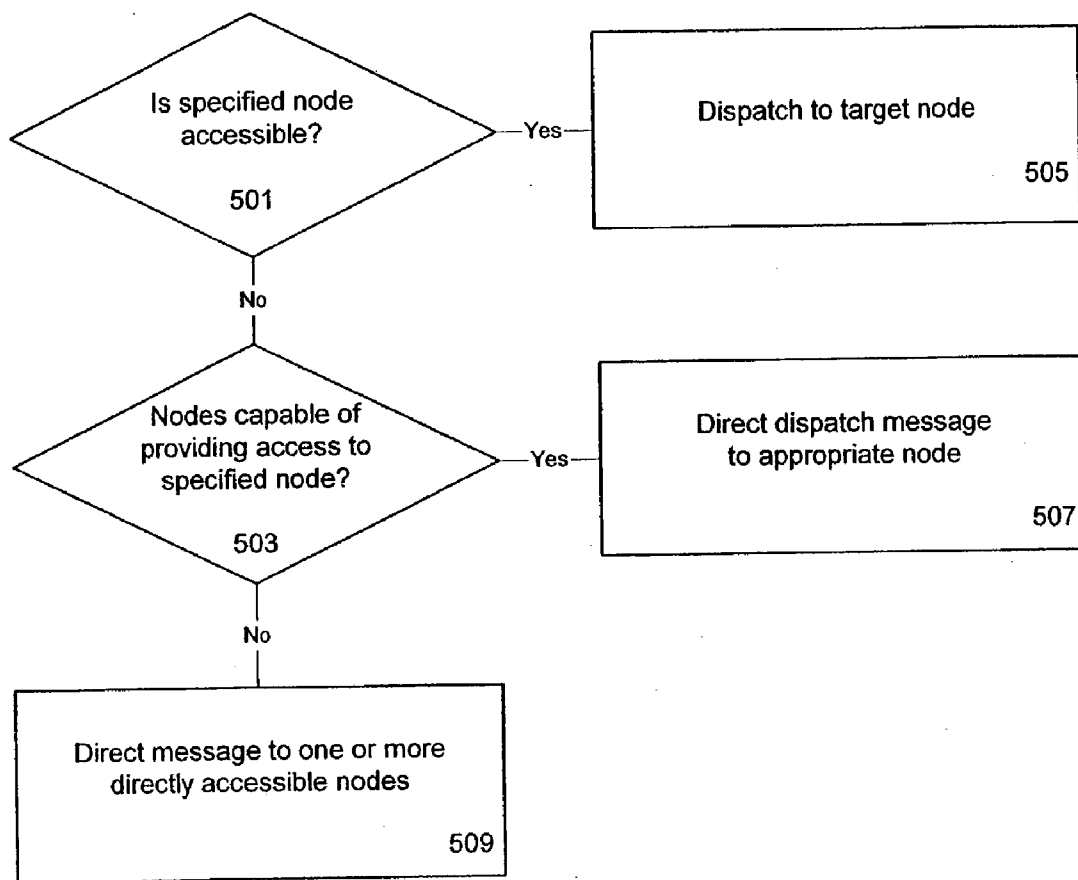 Is specified node
accessible?
501
Yes
Dispatch to target node
505
No
Nodes capable of
providing access to
specified node?
503
Yes
Direct dispatch message
to appropriate node
507
No
Direct message to one or more
directly accessible nodes
509